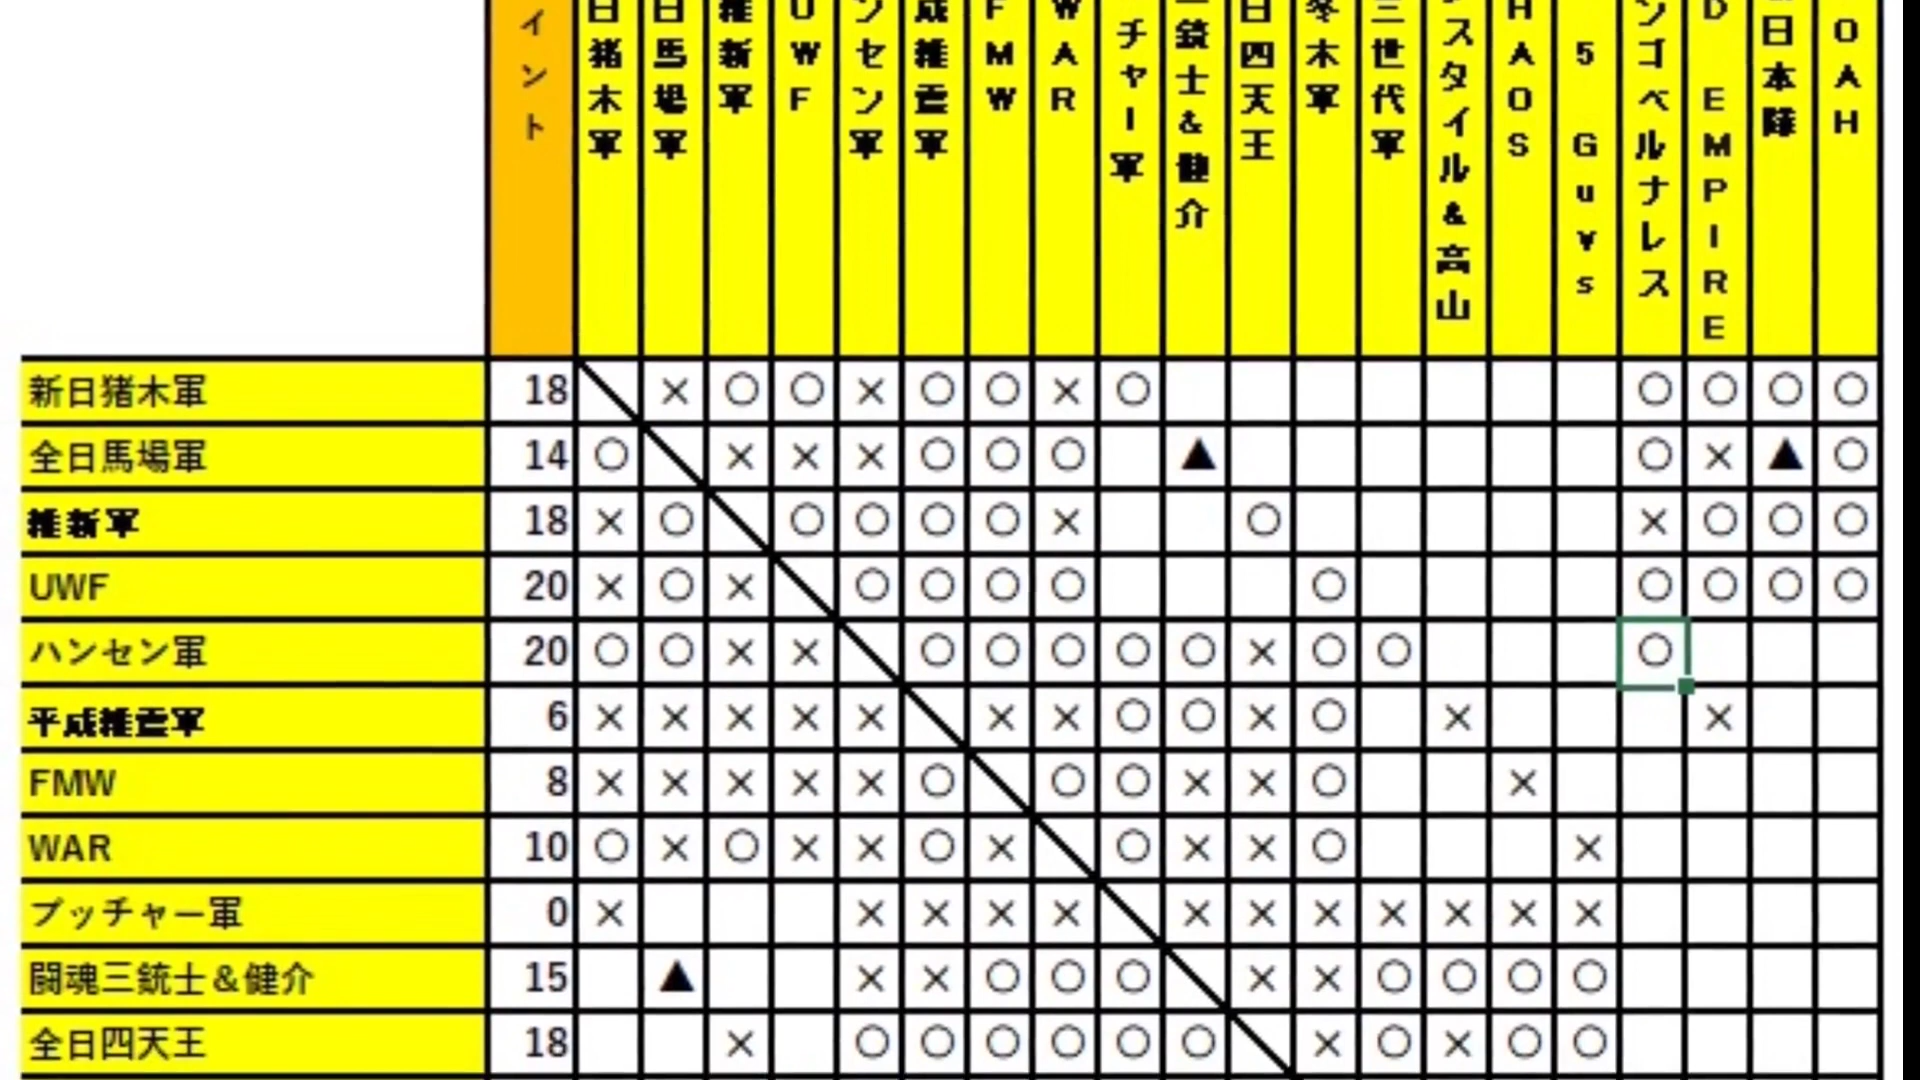 イント
日猪木軍
日馬場軍
維新軍
UWF
ンセン軍
成維震軍
FMW
WAR
チャー軍
銃士&健介
日四天王
冬木軍
三世代軍
スタイル&高山
HAOS
5 Guys
ンゴベルナレス
D EMPIRE
日本隊
OAH
新日猪木軍 18 × ○ ○ × ○ ○ × ○ ○ ○ ○ ○
全日馬場軍 14 ○ × × × ○ ○ ○ ▲ ○ × ▲ ○
維新軍 18 × ○ ○ ○ ○ ○ × ○ × ○ ○ ○
UWF 20 × ○ × ○ ○ ○ ○ ○ ○ ○ ○ ○
ハンセン軍 20 ○ ○ × × ○ ○ ○ ○ ○ × ○ ○ ○
平成維震軍 6 × × × × × × × ○ ○ × ○ × ×
FMW 8 × × × × × ○ ○ ○ × × ○ ×
WAR 10 ○ × ○ × × ○ × ○ × × ○ ×
ブッチャー軍 0 × × × × × × × × × × × ×
闘魂三銃士&健介 15 ▲ × × ○ ○ ○ × × ○ ○ ○ ○
全日四天王 18 × ○ ○ ○ ○ ○ ○ × ○ × ○ ○